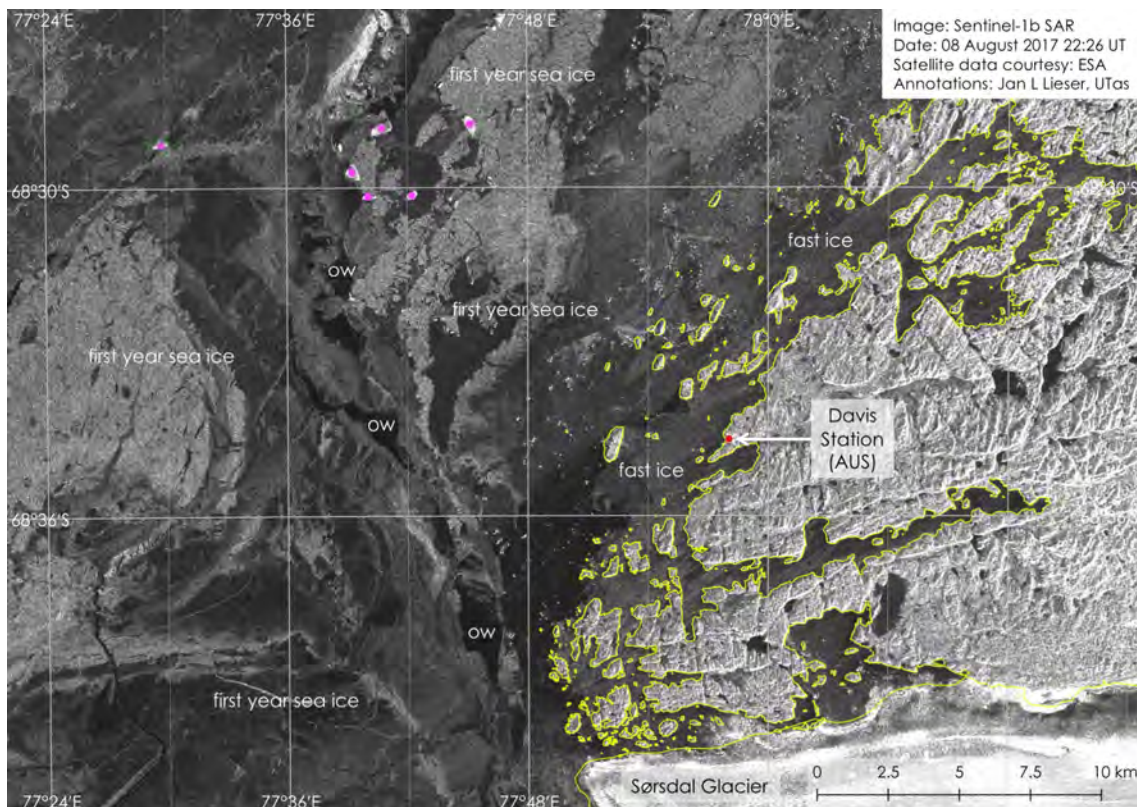 77°24'E
77°36'E
77°48'E
78°0'E
Image: Sentinel-1b SAR
Date: 08 August 2017 22:26 UT
Satellite data courtesy: ESA
Annotations: Jan L Lieser, UTas
first year sea ice
68°30'S
68°30'S
fast ice
ow
first year sea ice
first year sea ice
Davis
Station
(AUS)
ow
fast ice
68°36'S
68°36'S
ow
first year sea ice
Sørsdal Glacier
0 2.5 5 7.5 10 km
77°24'E
77°36'E
77°48'E